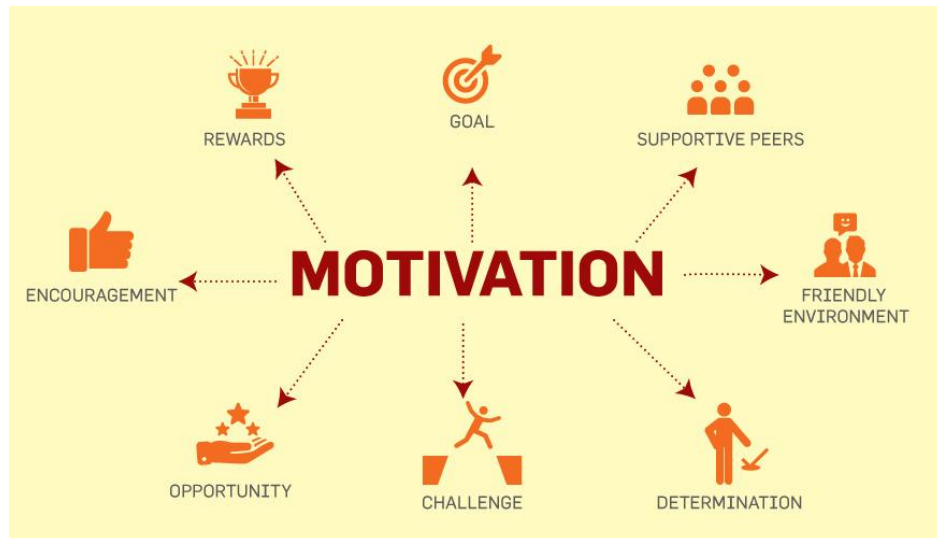 GOAL
REWARDS
SUPPORTIVE PEERS
MOTIVATION
ENCOURAGEMENT
FRIENDLY
ENVIRONMENT
OPPORTUNITY
CHALLENGE
DETERMINATION